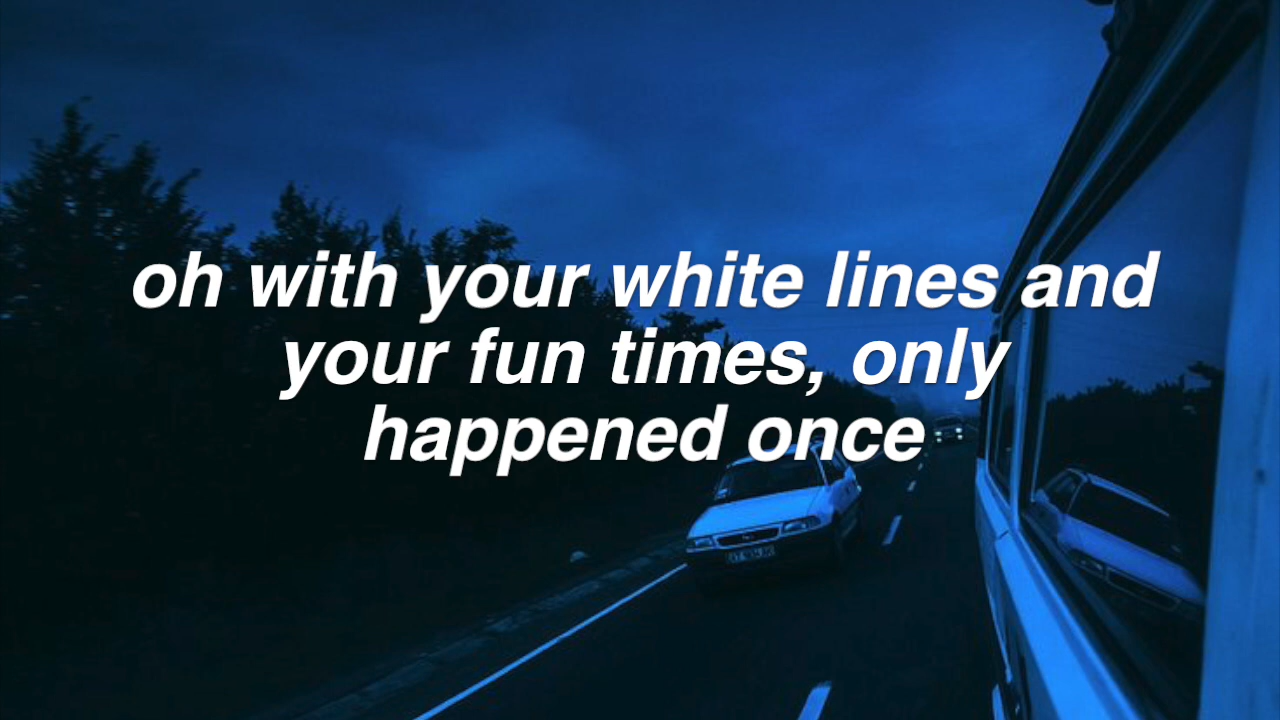 oh with your white lines and
your fun times, only
happened once